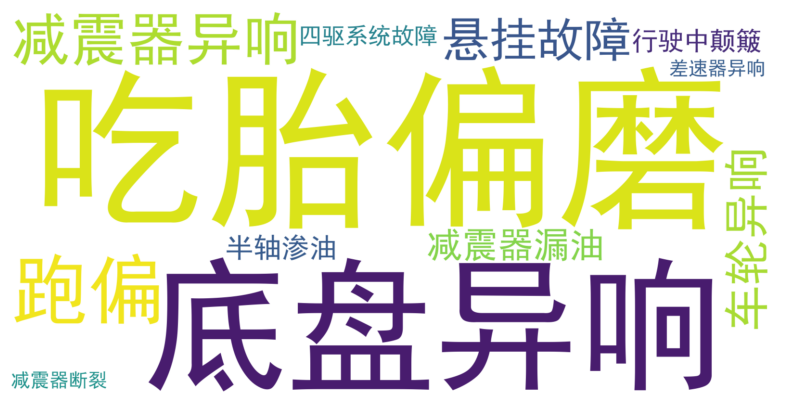 减震器异响
四驱系统故障
悬挂故障
行驶中颠簸
差速器异响
吃胎偏磨
车轮异响
半轴渗油
减震器漏油
跑偏
底盘异响
减震器断裂